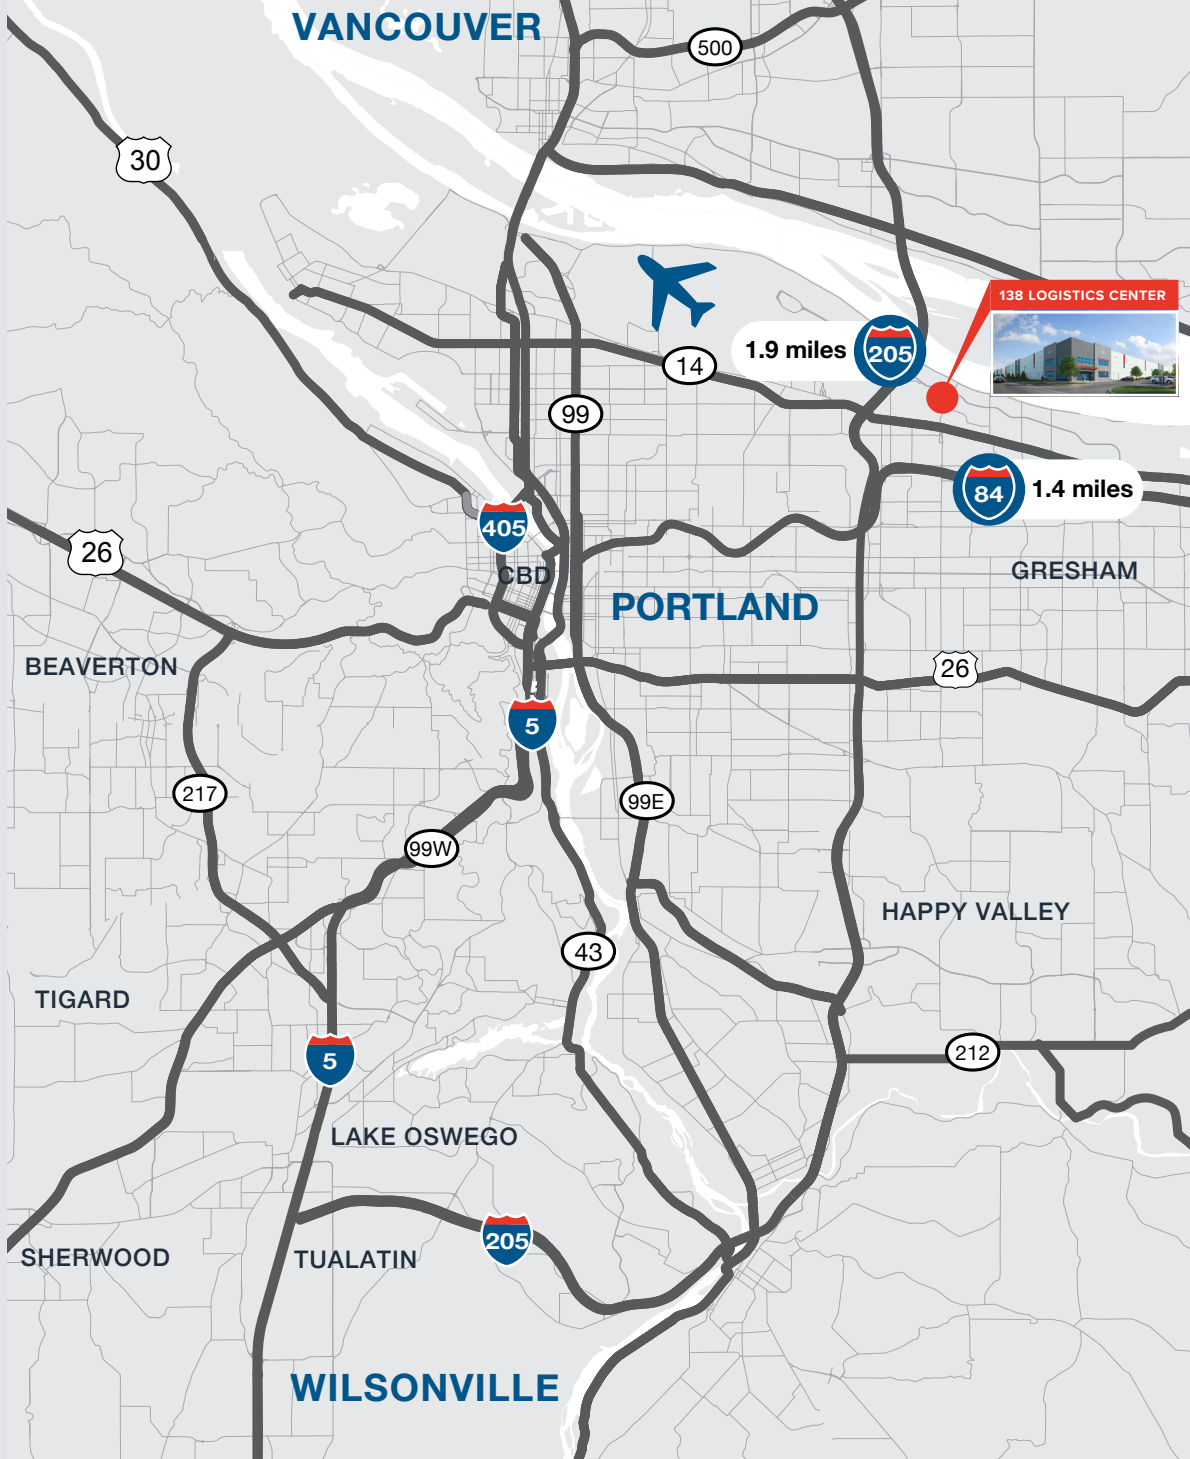 VANCOUVER
500
30
138 LOGISTICS CENTER
1.9 miles
205
14
99
84
1.4 miles
405
26
CBD
GRESHAM
PORTLAND
BEAVERTON
26
5
217
99E
99W
HAPPY VALLEY
43
TIGARD
5
212
LAKE OSWEGO
205
SHERWOOD
TUALATIN
WILSONVILLE